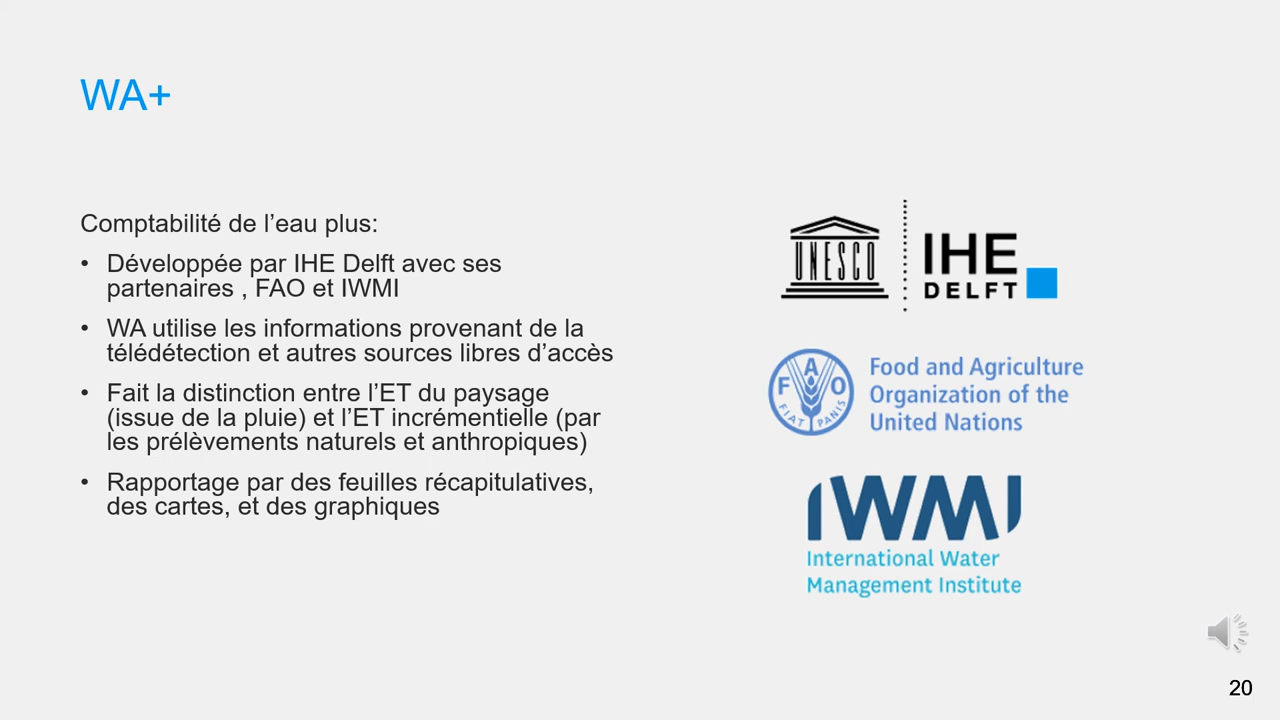 WA+
Comptabilité de l’eau plus:
• Développée par IHE Delft avec ses
partenaires , FAO et IWMI
• WA utilise les informations provenant de la
télédétection et autres sources libres d’accès
• Fait la distinction entre l’ET du paysage
(issue de la pluie) et l’ET incrémentielle (par
les prélèvements naturels et anthropiques)
• Rapportage par des feuilles récapitulatives,
des cartes, et des graphiques
UNESCO
IHE
DELFT
FAO
FIAT PANIS
Food and Agriculture
Organization of the
United Nations
IWMI
International Water
Management Institute
20